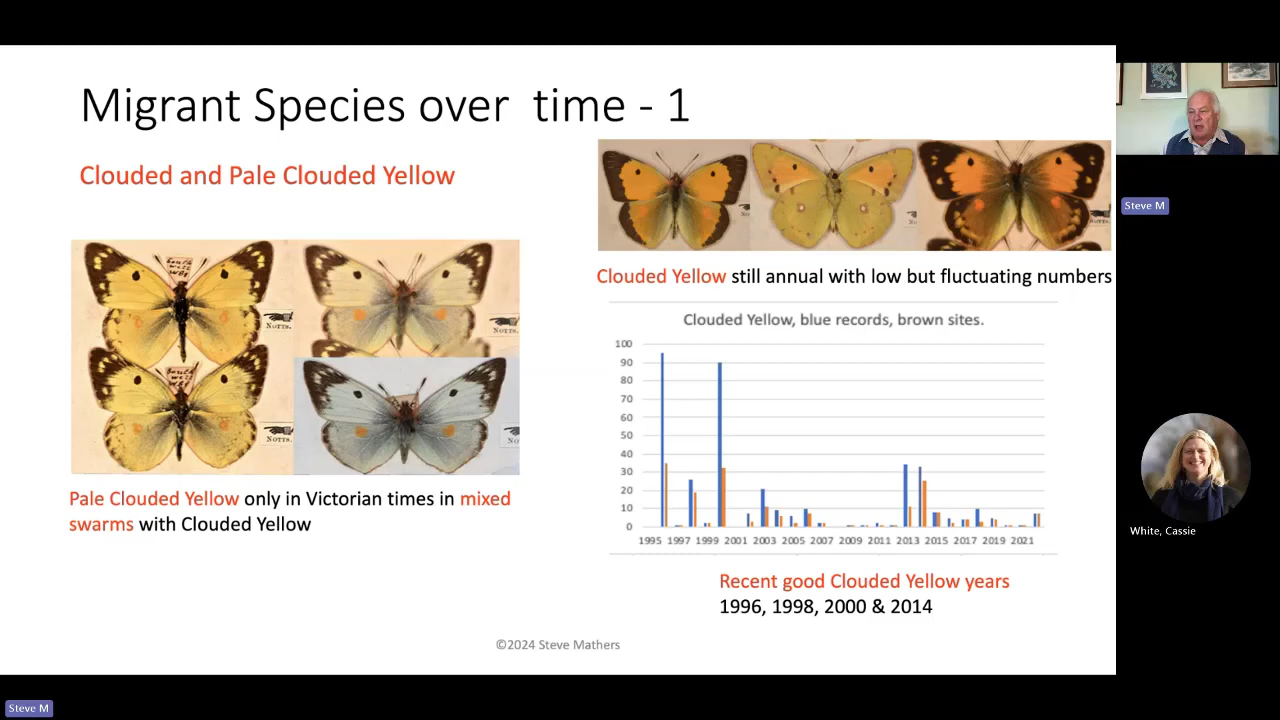 Migrant Species over time - 1
Clouded and Pale Clouded Yellow
NOTTS.
NOTTS.
NOTTS.
Pale Clouded Yellow only in Victorian times in mixed
swarms with Clouded Yellow
Clouded Yellow still annual with low but fluctuating numbers
Clouded Yellow, blue records, brown sites.
100
90
80
70
60
50
40
30
20
10
0
1995 1997 1999 2001 2003 2005 2007 2009 2011 2013 2015 2017 2019 2021
Recent good Clouded Yellow years
1996, 1998, 2000 & 2014
©2024 Steve Mathers
Steve M
White, Cassie
Steve M